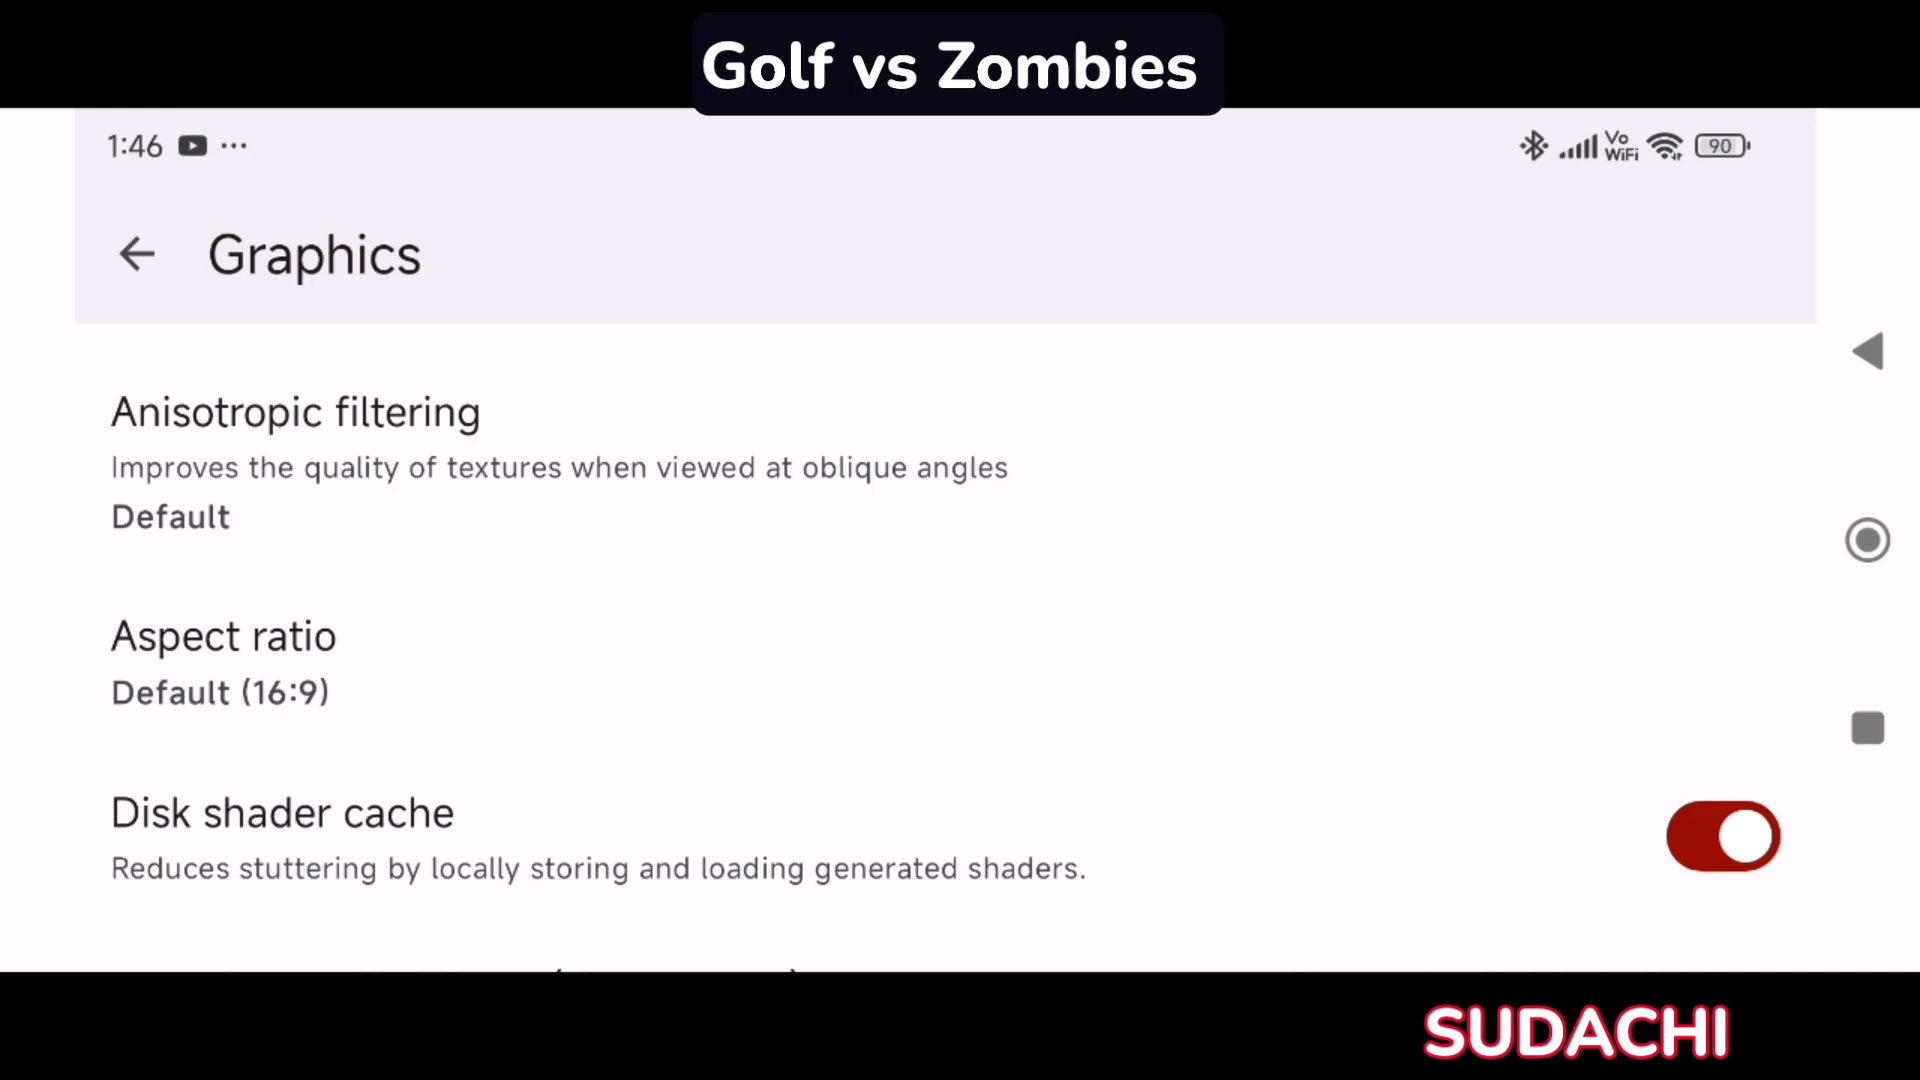 Golf vs Zombies
1:46
Vo
WiFi
90
Graphics
Anisotropic filtering
Improves the quality of textures when viewed at oblique angles
Default
Aspect ratio
Default (16:9)
Disk shader cache
Reduces stuttering by locally storing and loading generated shaders.
SUDACHI